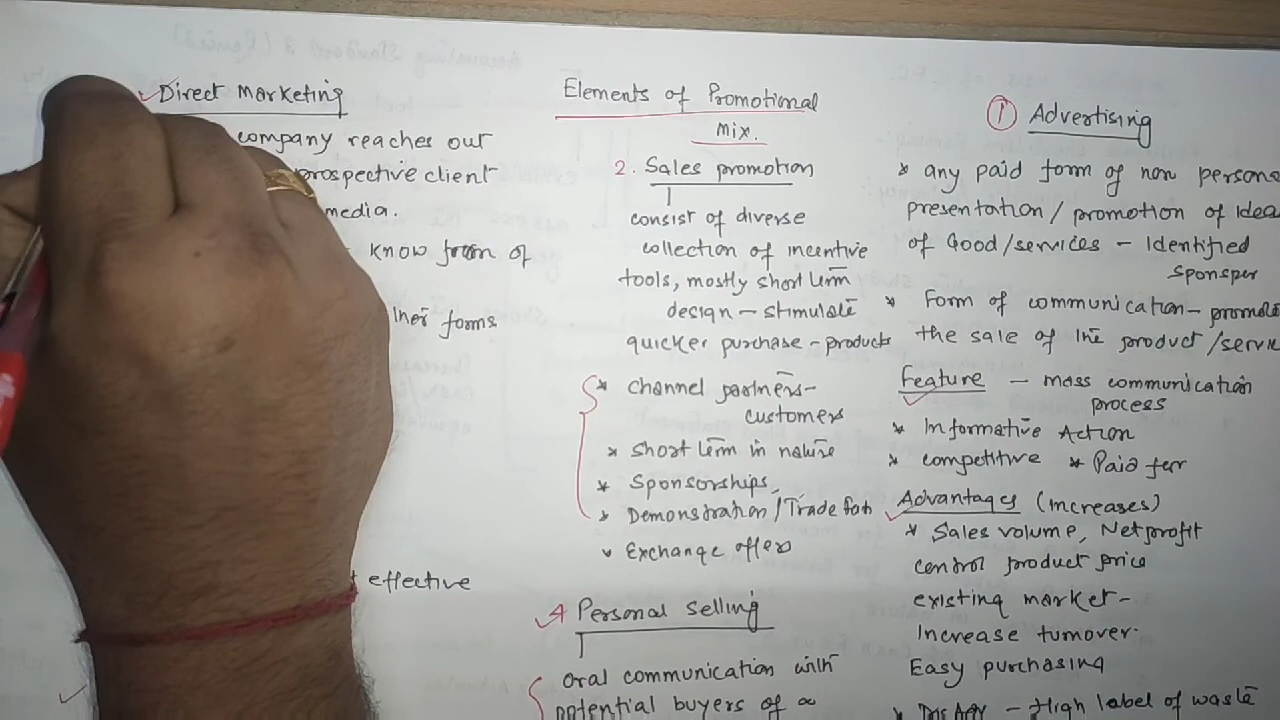 Direct Marketing
company reaches out
prospective client
media.
know from of
forms
effective
Elements of Promotional
Mix.
2. Sales promotion
consist of diverse
collection of incentive
tools, mostly short term
design - stimulate
quicker purchase - products
* channel partners-
customers
* short term in nature
* Sponsorships,
* Demonstration / Trade fair
Exchange offers
4 Personal Selling
oral communication with
potential buyers of a
1 Advertising
* any paid form of non persona
presentation / promotion of Idea
of Good/services - Identified
Sponsper
* Form of communication - promote
the sale of the product /servic
Feature - mass communication
process
* Informative Action
* competitive * Paid for
Advantages (Increases)
* Sales volume, Net profit
control product price
existing market-
Increase turnover.
Easy purchasing
* Dis Adv - High label of waste